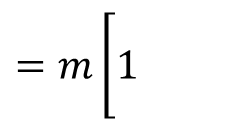 = m [1